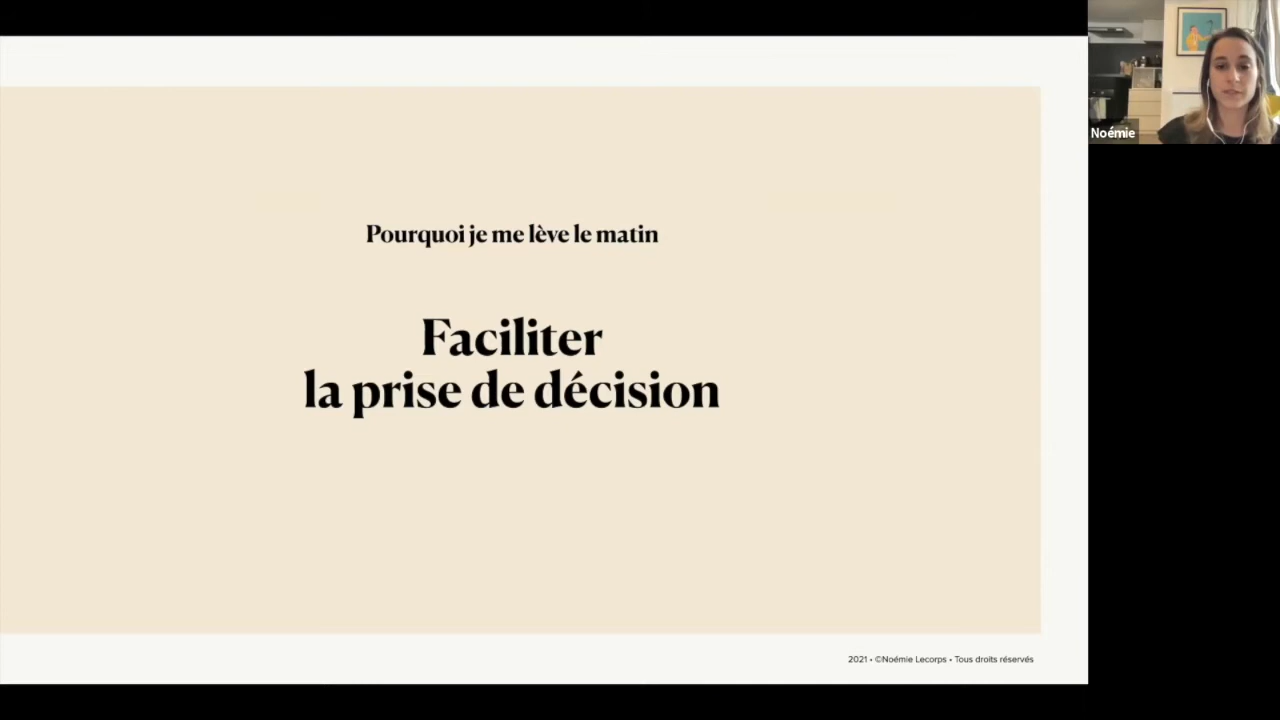 Pourquoi je me lève le matin
Faciliter
la prise de décision
2021 • ©Noémie Lecorps • Tous droits réservés
Noémie